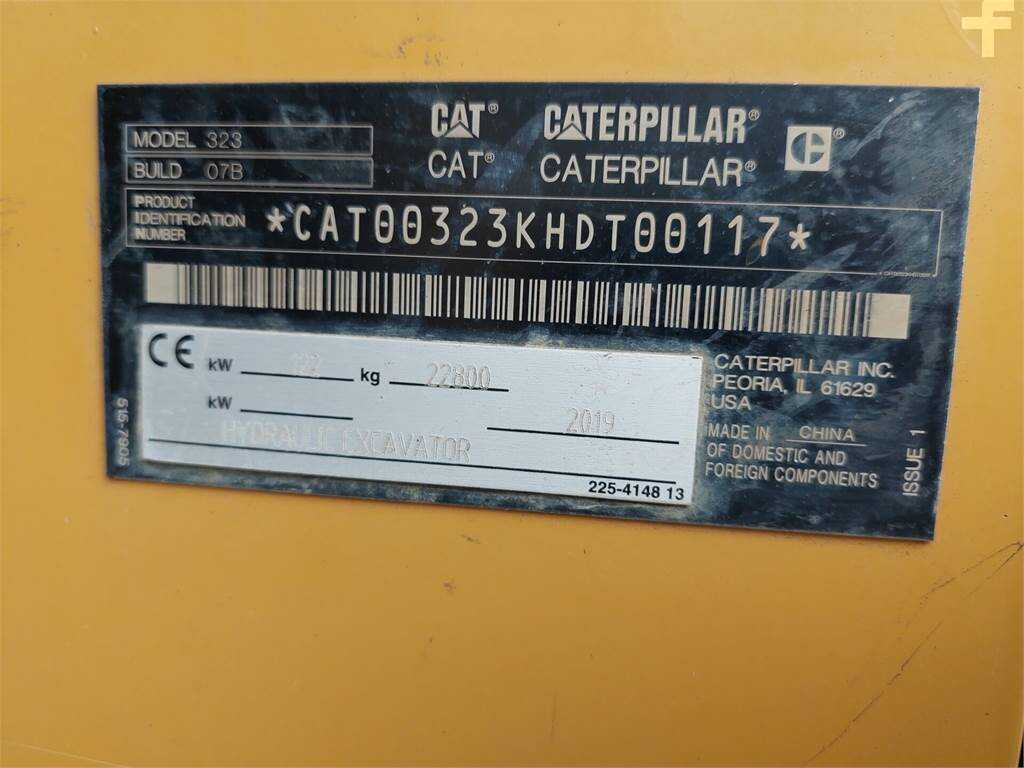 MODEL 323
BUILD 07B
CAT® CATERPILLAR® ®
CAT® CATERPILLAR®
PRODUCT
IDENTIFICATION
NUMBER
*CAT00323KHDT00117*
CE kW 122 kg 22800
kW 2019
HYDRAULIC EXCAVATOR
225-4148 13
515-7905
CATERPILLAR INC.
PEORIA, IL 61629
USA
MADE IN CHINA
OF DOMESTIC AND
FOREIGN COMPONENTS
ISSUE 1
f